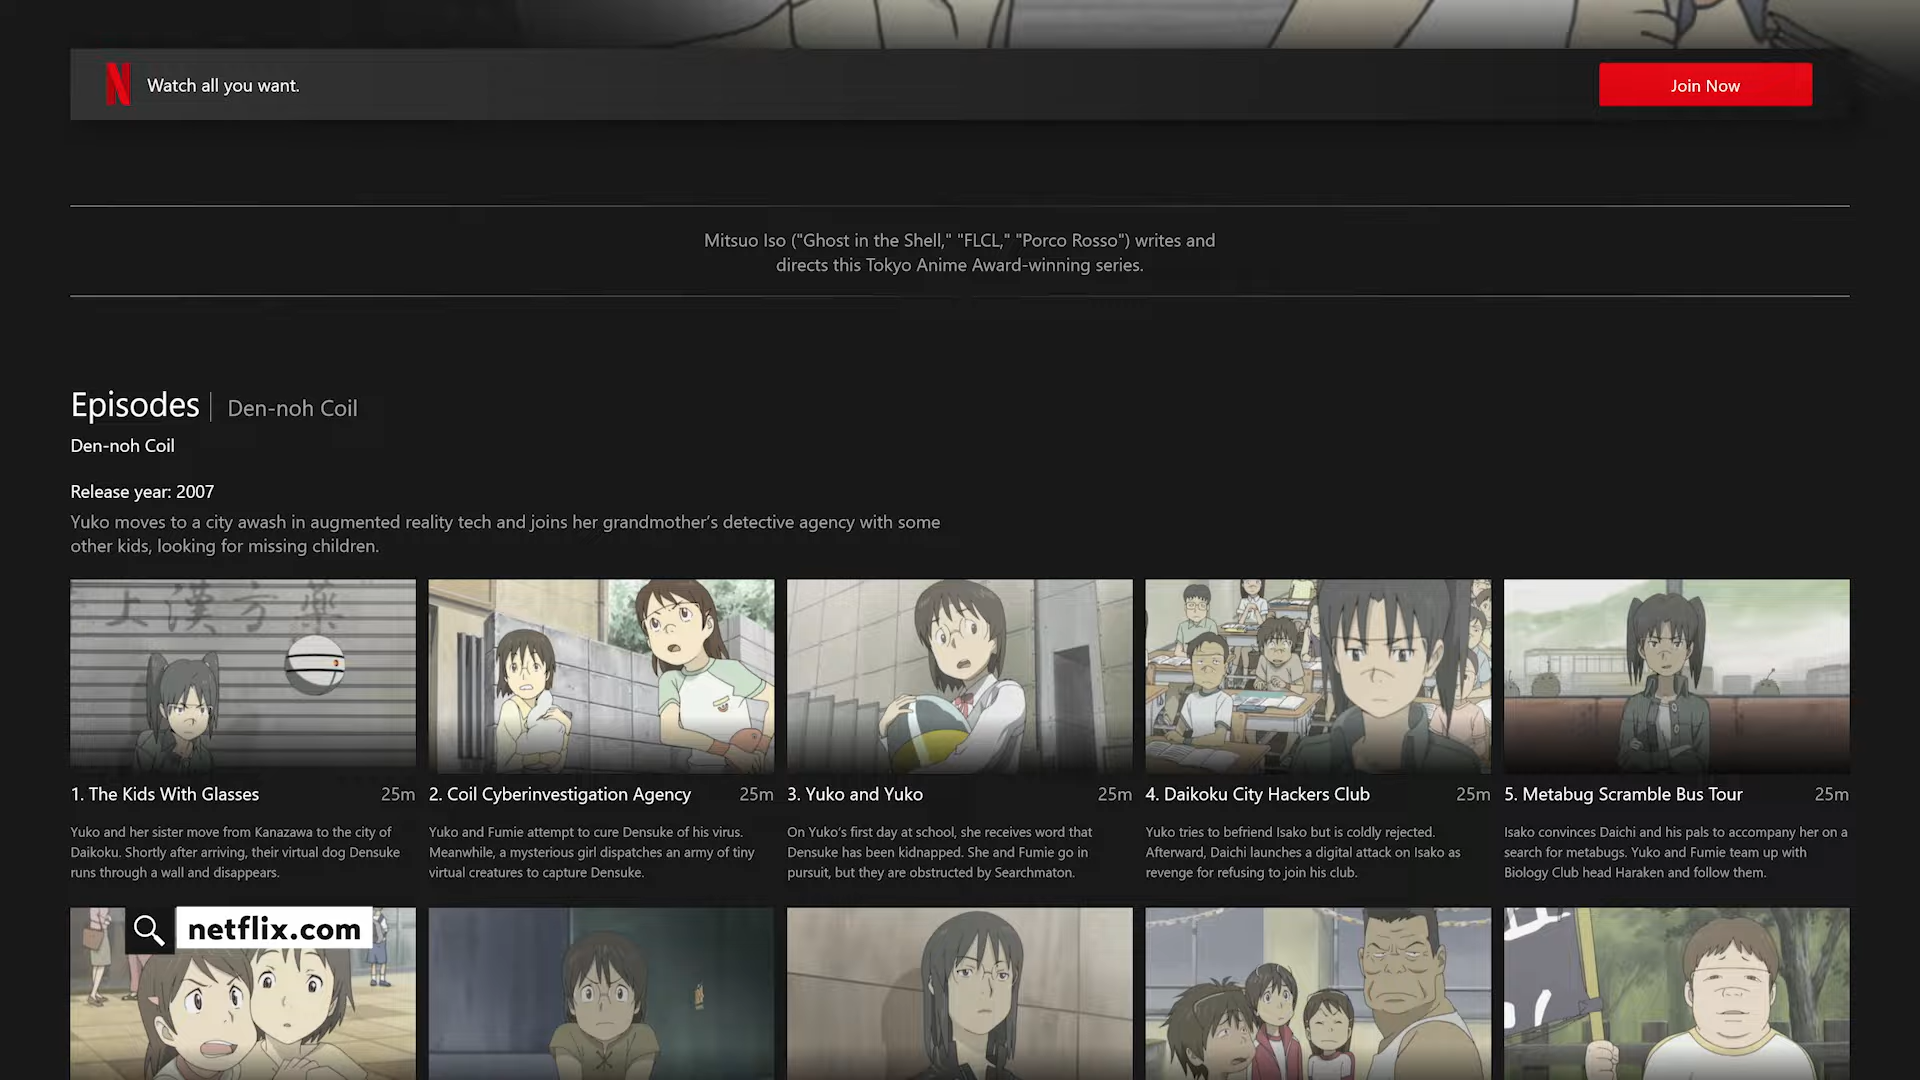 N Watch all you want.
Join Now
Mitsuo Iso ("Ghost in the Shell," "FLCL," "Porco Rosso") writes and
directs this Tokyo Anime Award-winning series.
Episodes | Den-noh Coil
Den-noh Coil
Release year: 2007
Yuko moves to a city awash in augmented reality tech and joins her grandmother's detective agency with some
other kids, looking for missing children.
上漢方薬
1. The Kids With Glasses 25m
Yuko and her sister move from Kanazawa to the city of
Daikoku. Shortly after arriving, their virtual dog Densuke
runs through a wall and disappears.
2. Coil Cyberinvestigation Agency 25m
Yuko and Fumie attempt to cure Densuke of his virus.
Meanwhile, a mysterious girl dispatches an army of tiny
virtual creatures to capture Densuke.
3. Yuko and Yuko 25m
On Yuko's first day at school, she receives word that
Densuke has been kidnapped. She and Fumie go in
pursuit, but they are obstructed by Searchmaton.
4. Daikoku City Hackers Club 25m
Yuko tries to befriend Isako but is coldly rejected.
Afterward, Daichi launches a digital attack on Isako as
revenge for refusing to join his club.
5. Metabug Scramble Bus Tour 25m
Isako convinces Daichi and his pals to accompany her on a
search for metabugs. Yuko and Fumie team up with
Biology Club head Haraken and follow them.
netflix.com